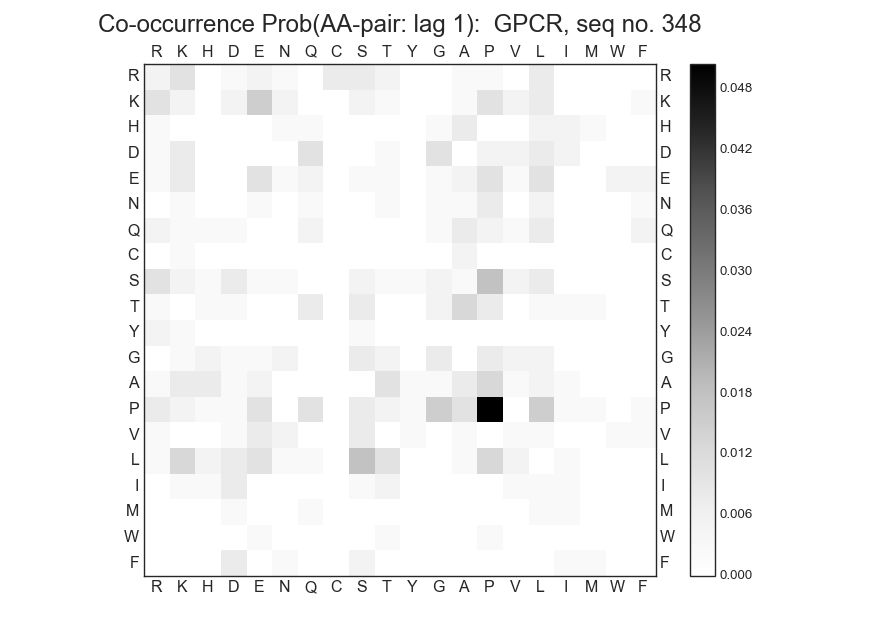 Co-occurrence Prob(AA-pair: lag 1):  GPCR, seq no. 348
R K H D E N Q C S T Y G A P V L I M W F
R R 0.048
K K
H H 0.042
D D
E E 0.036
N N
Q Q 0.030
C C
S S
T T 0.024
Y Y
G G
A A 0.018
P P
V V
L L 0.012
I I
M M 0.006
W W
F F 0.000
R K H D E N Q C S T Y G A P V L I M W F